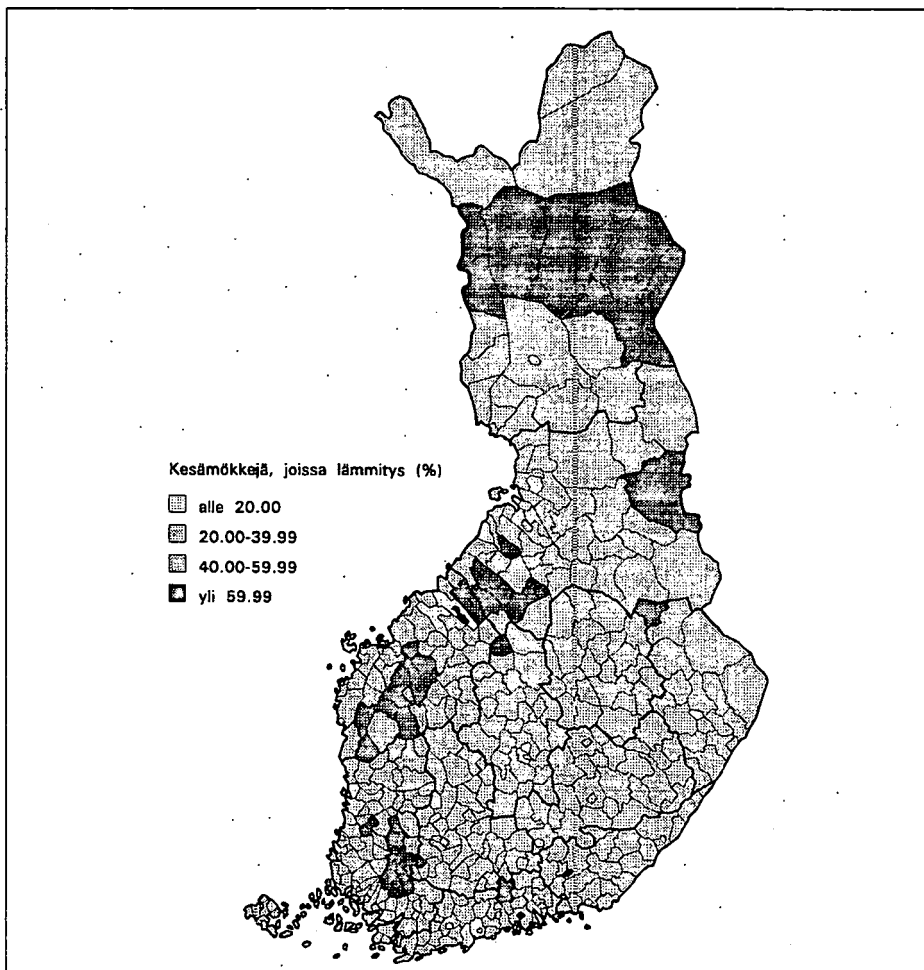 Kesämökkejä, joissa lämmitys (%)
alle 20.00
20.00-39.99
40.00-59.99
yli 59.99